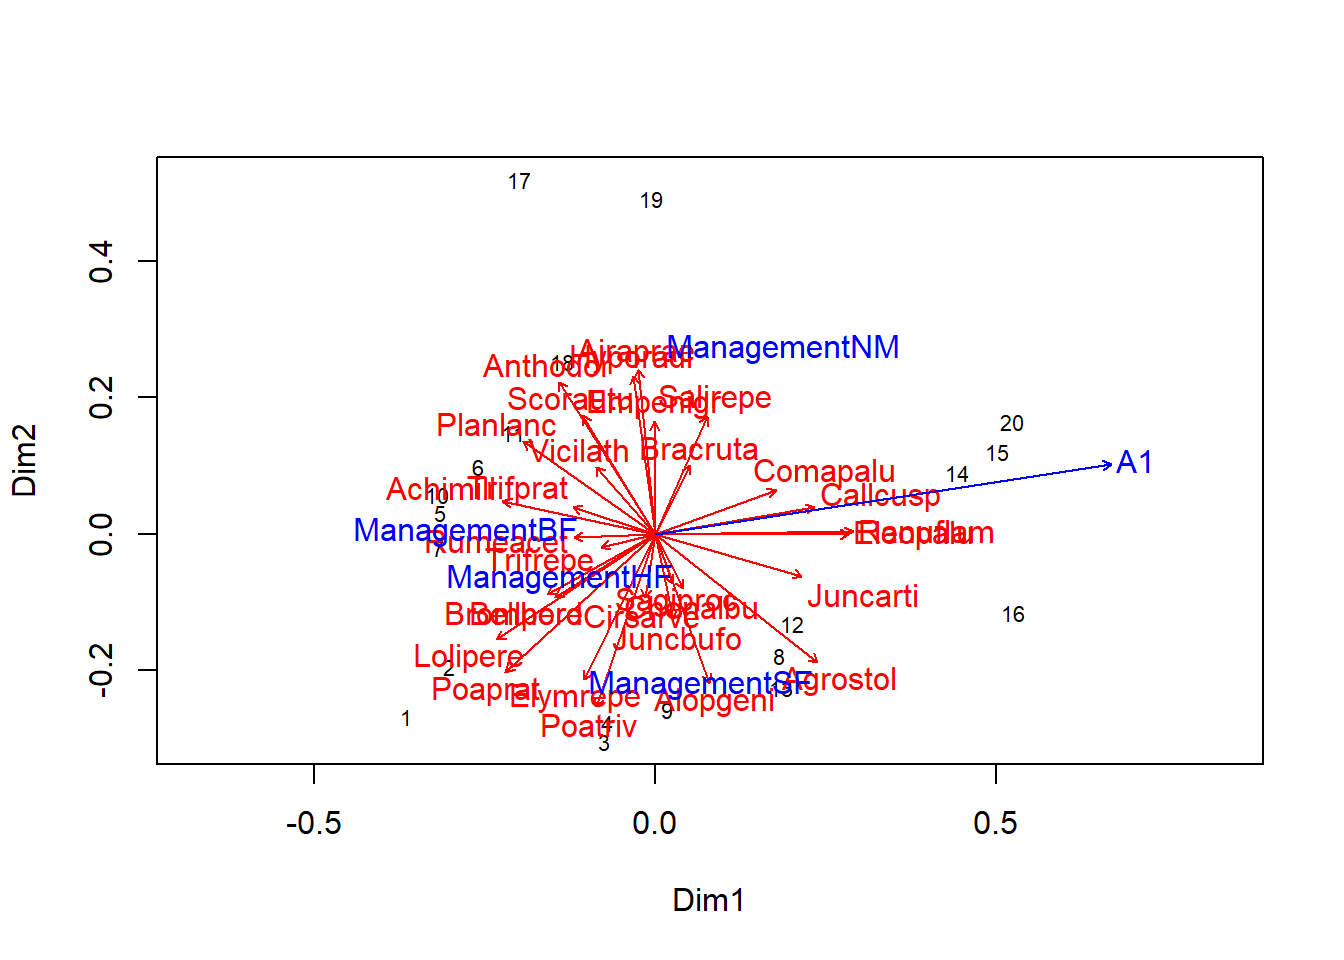 17
19
0.4
Airaprae
ManagementNM
18
Hyporadi
Anthodor
Salirepe
Scorautu
Empenigr
0.2
20
Planlanc
11
Vicilath
Bracruta
15
6
Comapalu
A1
14
Achimill
Trifprat
10
Callcusp
5
Dim2
ManagementBF
0.0
Ranuflam
Rumeacet
7
Trifrepe
ManagementHF
Juncarti
Sagiproc
Chenalbu
Bromhord
Bellpere
Cirsarve
16
12
Juncbufo
Lolipere
8
2
-0.2
ManagementSF
Agrostol
13
Poaprat
Elymrepe
Alopgeni
9
1
4
Poatriv
3
-0.5
0.0
0.5
Dim1